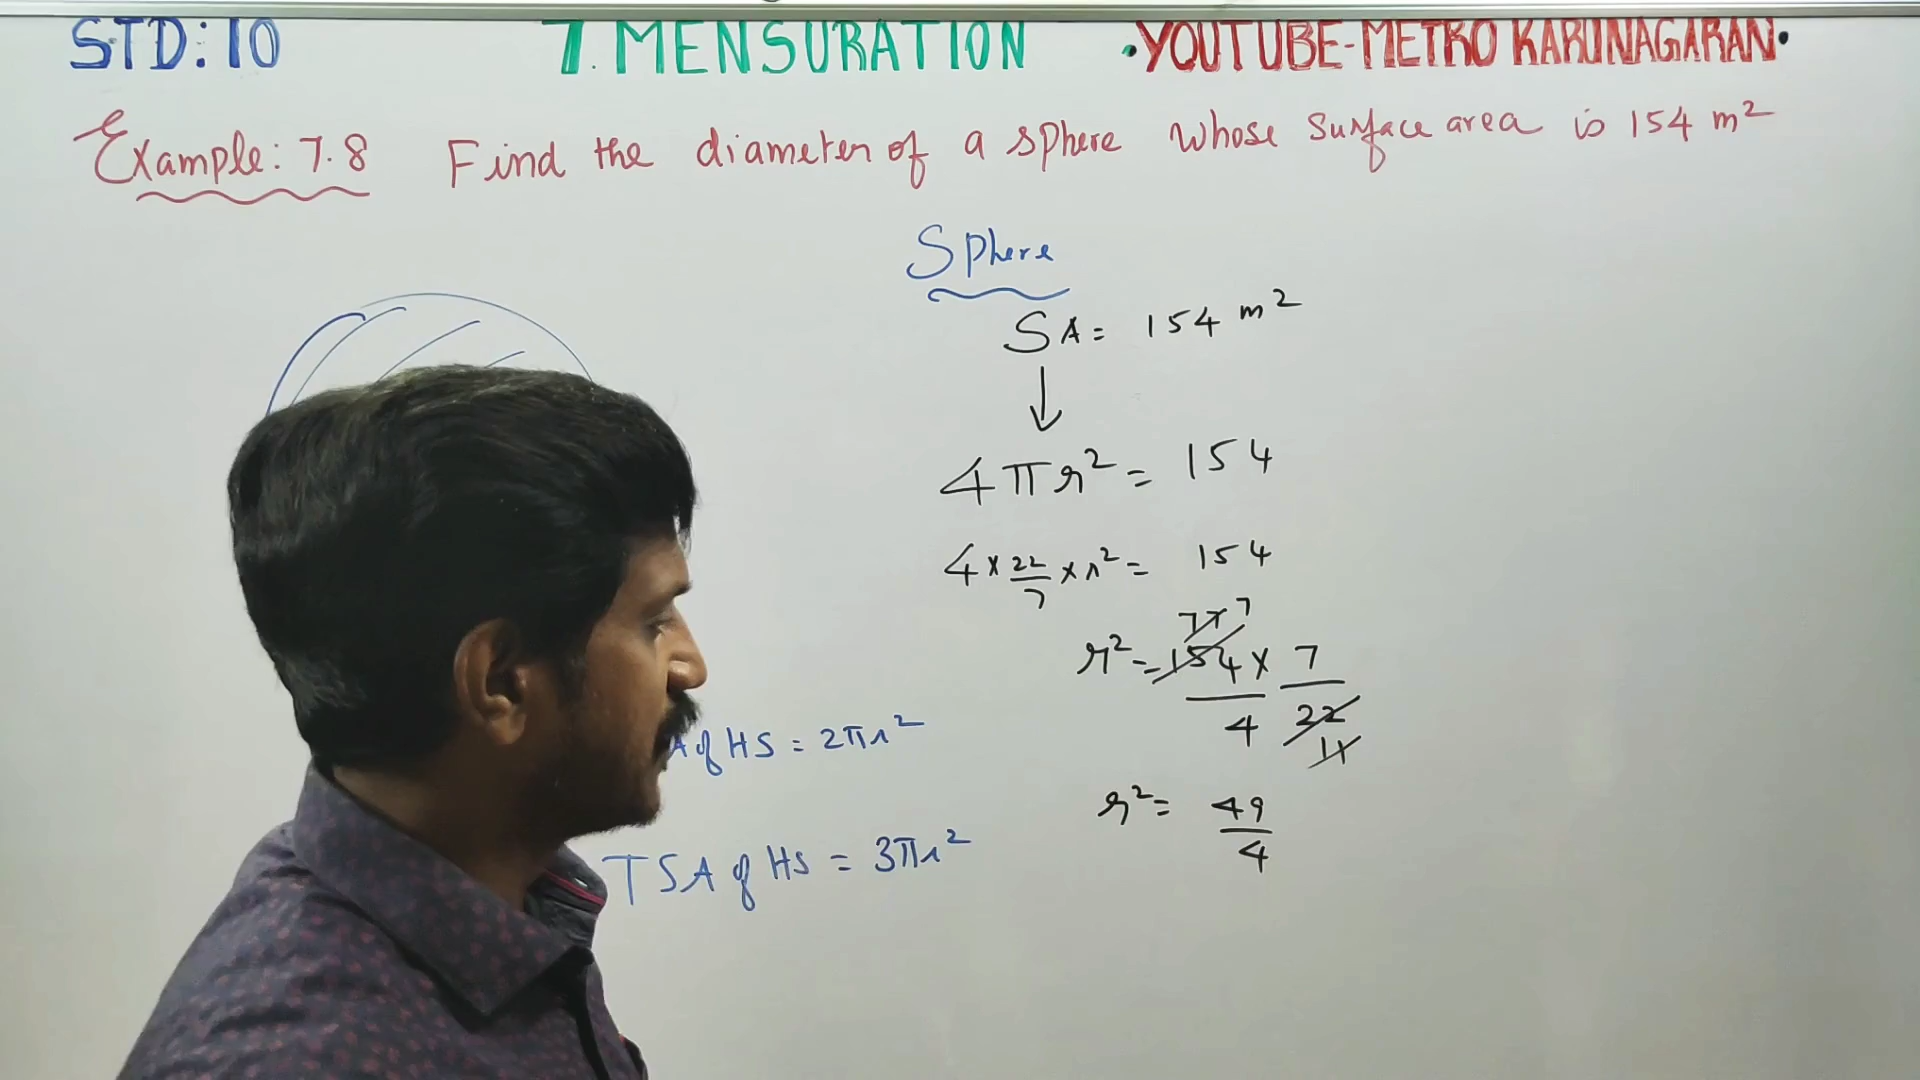 STD: 10 7. MENSURATION • YOUTUBE-METRO KARUNAGARAN •
Example: 7.8 Find the diameter of a sphere whose surface area is 154 m²
Sphere
SA = 154 m²
↓
4πr² = 154
4 × 22/7 × r² = 154
77 7
r² = 154/4 × 7/22
11
r² = 49/4
A of HS = 2πr²
TSA of HS = 3πr²